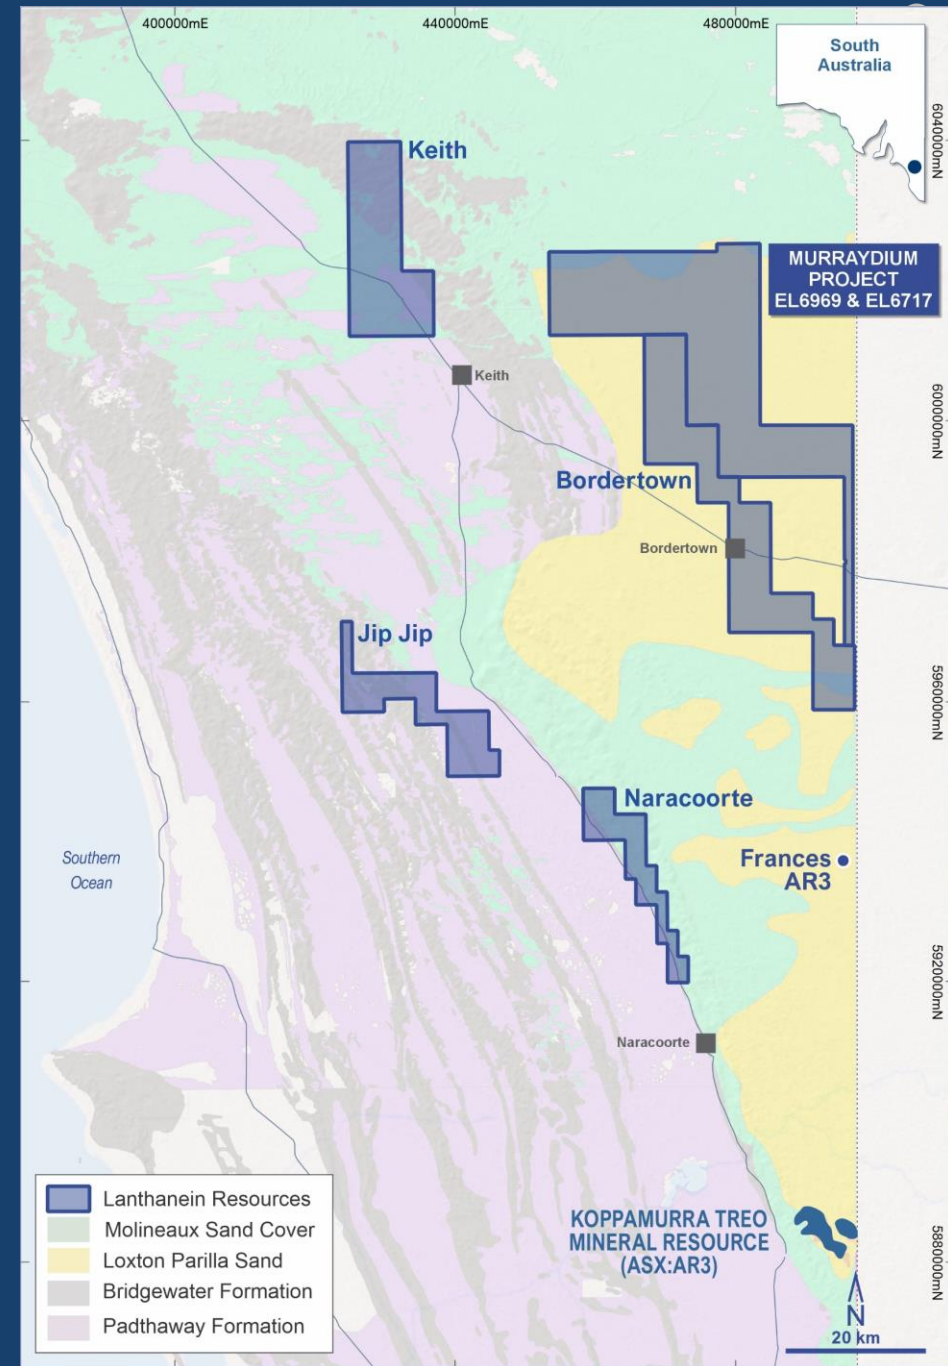 400000mE
440000mE
480000mE
South
Australia
6040000mN
Keith
MURRAYDIUM
PROJECT
EL6969 & EL6717
Keith
6000000mN
Bordertown
Bordertown
Jip Jip
5960000mN
Naracoorte
Southern
Ocean
Frances
AR3
5920000mN
Naracoorte
Lanthanein Resources
Molineaux Sand Cover
Loxton Parilla Sand
Bridgewater Formation
Padthaway Formation
KOPPAMURRA TREO
MINERAL RESOURCE
(ASX:AR3)
5880000mN
N
20 km